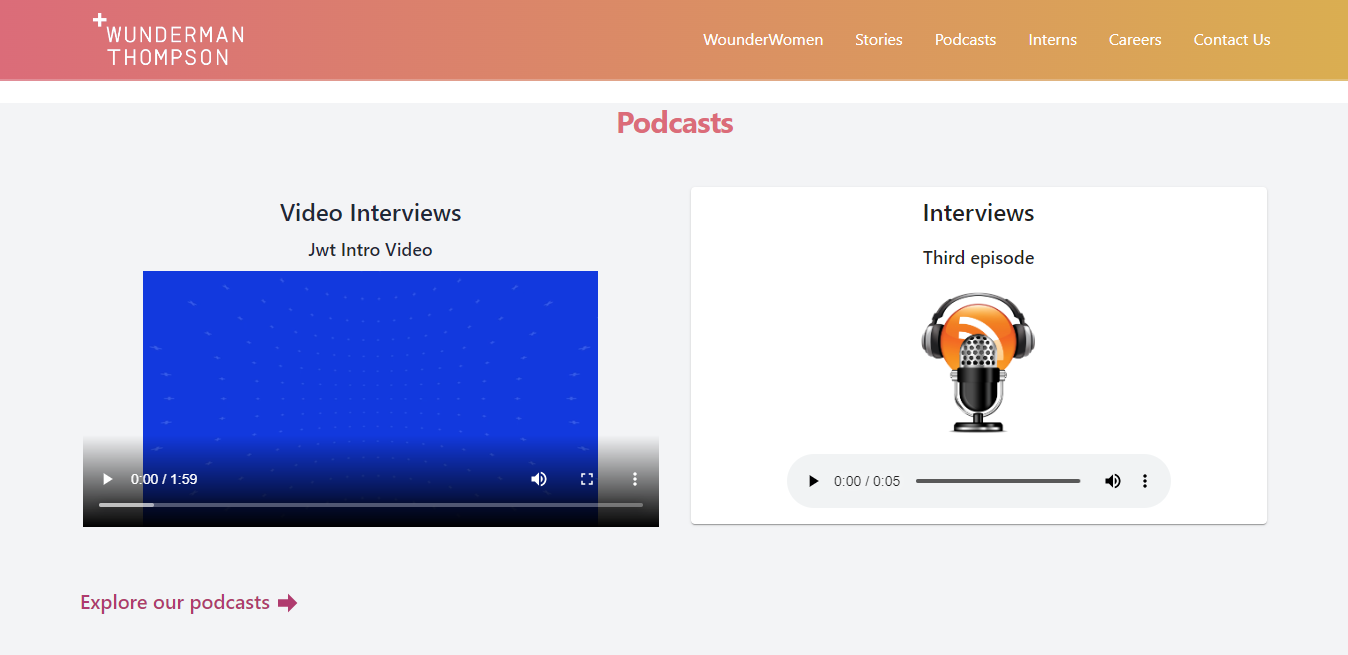 WUNDERMAN
THOMPSON
WounderWomen Stories Podcasts Interns Careers Contact Us
Podcasts
Video Interviews
Jwt Intro Video
0:00 / 1:59
Interviews
Third episode
0:00 / 0:05
Explore our podcasts